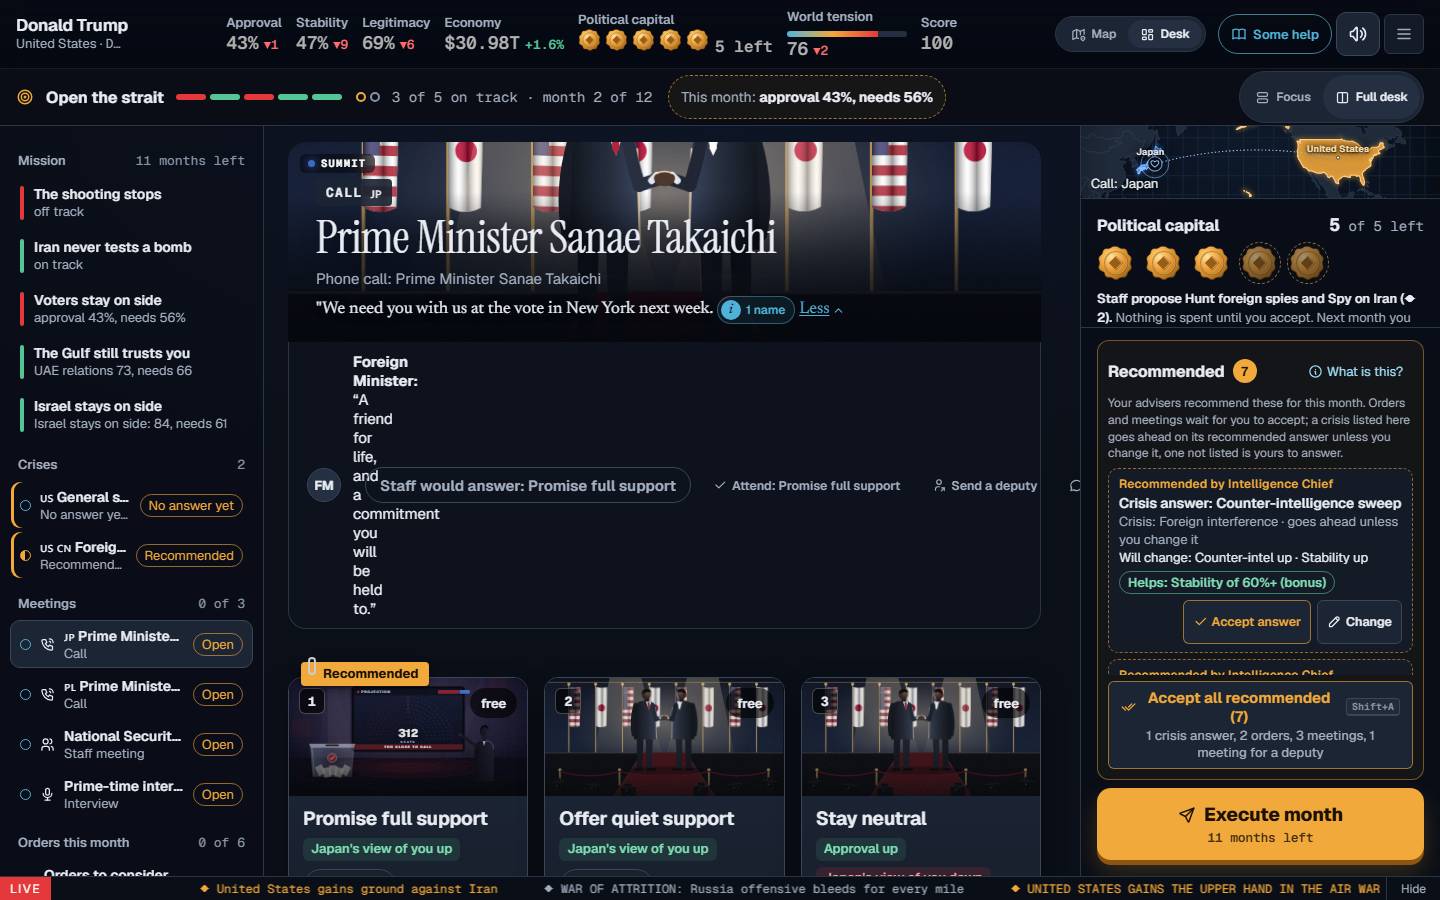 Donald Trump
United States · D...
Approval
43% ▾1
Stability
47% ▾9
Legitimacy
69% ▾6
Economy
$30.98T +1.6%
Political capital
5 left
World tension
76 ▾2
Score
100
Map
Desk
Some help
Open the strait
3 of 5 on track · month 2 of 12
This month: approval 43%, needs 56%
Focus
Full desk
Mission
11 months left
The shooting stops
off track
Iran never tests a bomb
on track
Voters stay on side
approval 43%, needs 56%
The Gulf still trusts you
UAE relations 73, needs 66
Israel stays on side
Israel stays on side: 84, needs 61
Crises
2
US General s...
No answer ye...
No answer yet
US CN Foreig...
Recommend...
Recommended
Meetings
0 of 3
JP Prime Ministe...
Call
Open
PL Prime Ministe...
Call
Open
National Securit...
Staff meeting
Open
Prime-time inter...
Interview
Open
Orders this month
0 of 6
Orders to consider
SUMMIT
CALL JP
Prime Minister Sanae Takaichi
Phone call: Prime Minister Sanae Takaichi
"We need you with us at the vote in New York next week.
i 1 name
Less
Foreign
Minister:
“A
friend
for
life,
and
a
commitment
you
will
be
held
to.”
FM
Staff would answer: Promise full support
Attend: Promise full support
Send a deputy
Recommended
1
free
PROJECTION
312
SEATS
TOO CLOSE TO CALL
Promise full support
Japan's view of you up
2
free
Offer quiet support
Japan's view of you up
3
free
Stay neutral
Approval up
Japan's view of you down
Japan
United States
Call: Japan
Political capital
5 of 5 left
Staff propose Hunt foreign spies and Spy on Iran (
2). Nothing is spent until you accept. Next month you
Recommended 7
What is this?
Your advisers recommend these for this month. Orders
and meetings wait for you to accept; a crisis listed here
goes ahead on its recommended answer unless you
change it, one not listed is yours to answer.
Recommended by Intelligence Chief
Crisis answer: Counter-intelligence sweep
Crisis: Foreign interference · goes ahead unless
you change it
Will change: Counter-intel up · Stability up
Helps: Stability of 60%+ (bonus)
Accept answer
Change
Recommended by Intelligence Chief
Accept all recommended
(7)
Shift+A
1 crisis answer, 2 orders, 3 meetings, 1
meeting for a deputy
Execute month
11 months left
LIVE
United States gains ground against Iran
WAR OF ATTRITION: Russia offensive bleeds for every mile
UNITED STATES GAINS THE UPPER HAND IN THE AIR WAR
Hide